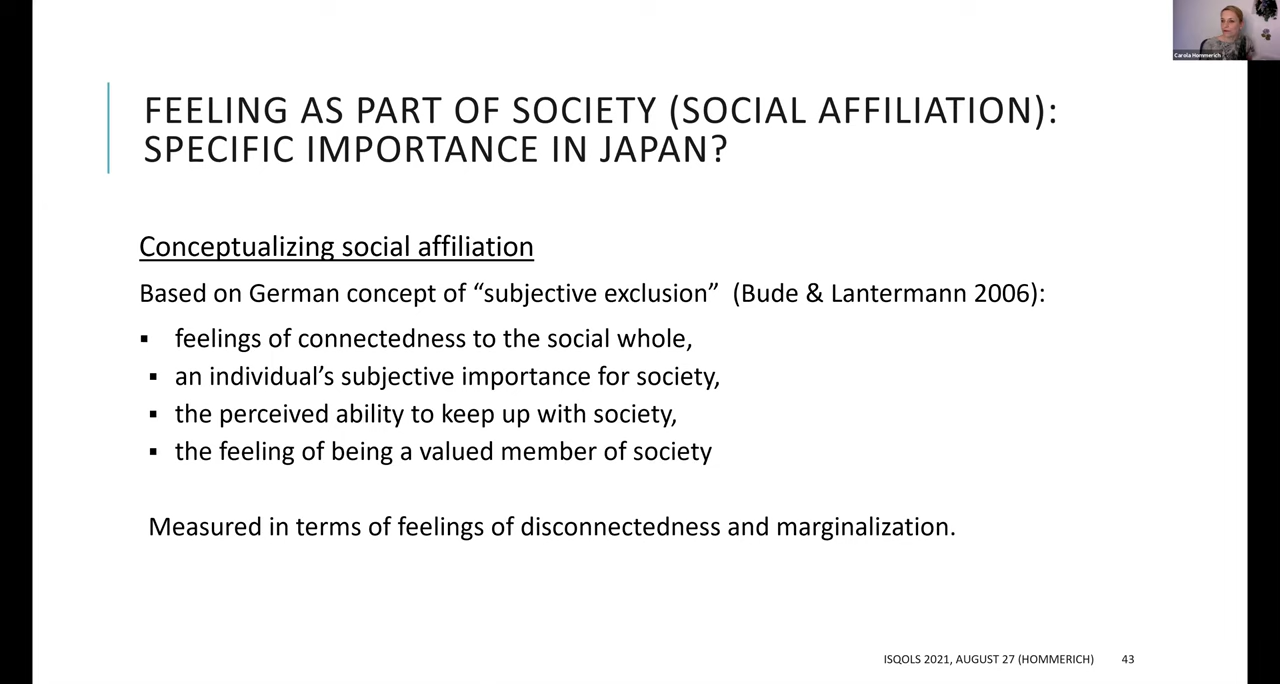 Carola Hommerich
FEELING AS PART OF SOCIETY (SOCIAL AFFILIATION):
SPECIFIC IMPORTANCE IN JAPAN?
Conceptualizing social affiliation
Based on German concept of “subjective exclusion” (Bude & Lantermann 2006):
▪ feelings of connectedness to the social whole,
▪ an individual’s subjective importance for society,
▪ the perceived ability to keep up with society,
▪ the feeling of being a valued member of society
Measured in terms of feelings of disconnectedness and marginalization.
ISQOLS 2021, AUGUST 27 (HOMMERICH) 43